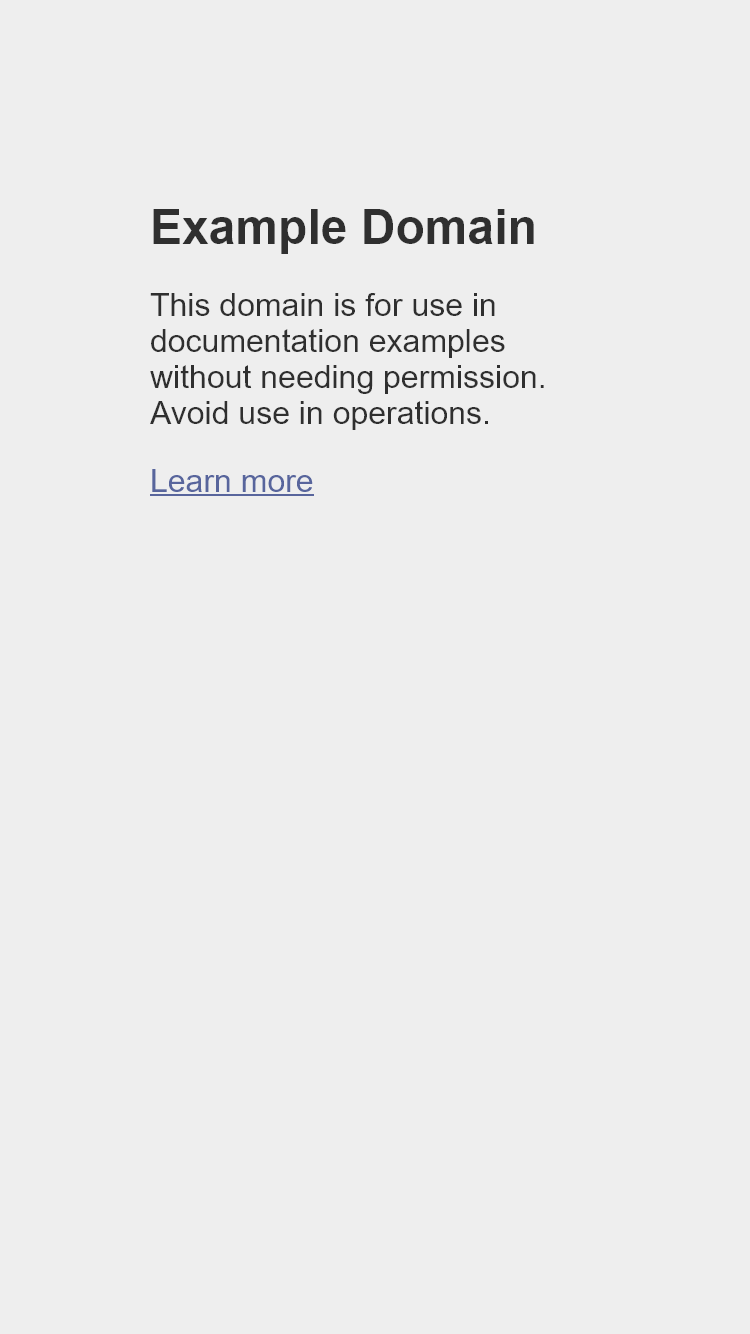 Example Domain
This domain is for use in
documentation examples
without needing permission.
Avoid use in operations.
Learn more